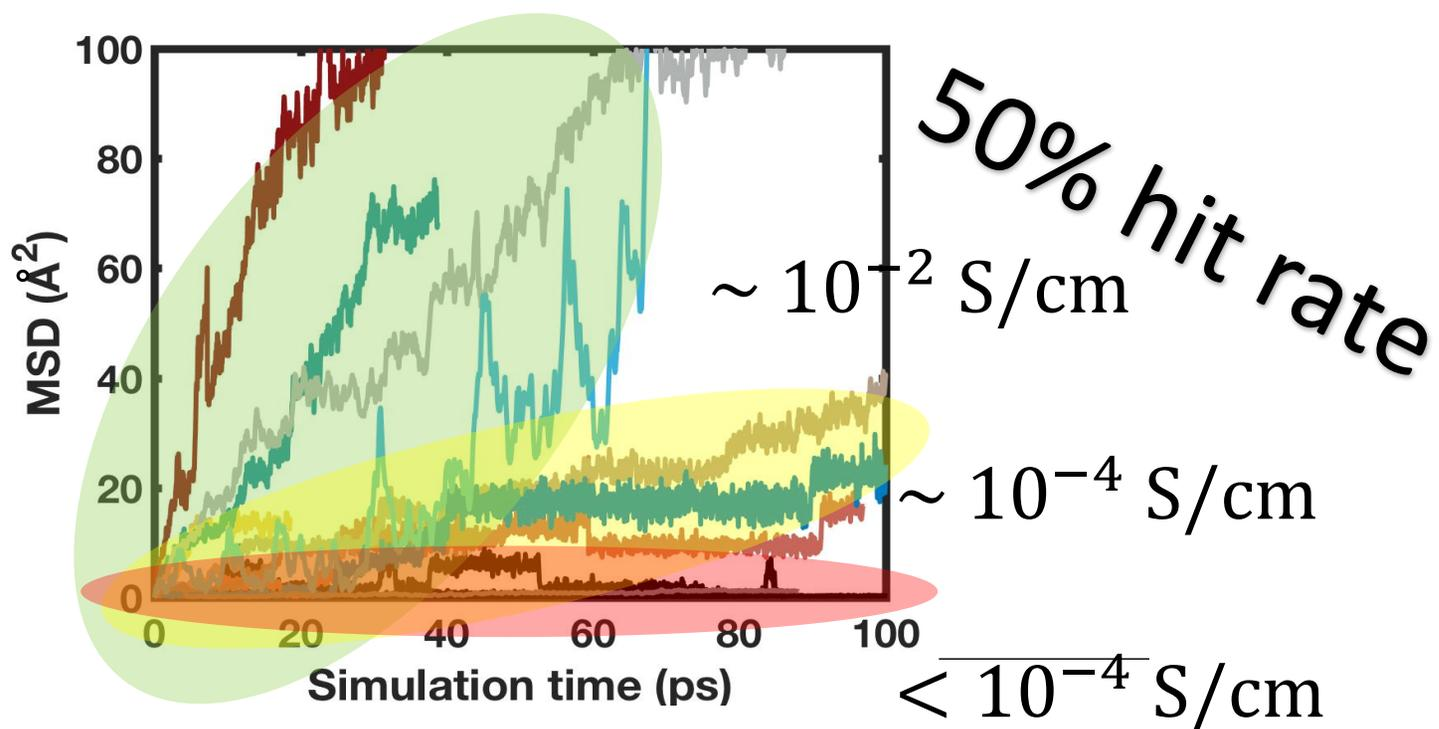 100
80
60
40
20
0
MSD (Å²)
0 20 40 60 80 100
Simulation time (ps)
50% hit rate
~ 10⁻² S/cm
~ 10⁻⁴ S/cm
< 10⁻⁴ S/cm